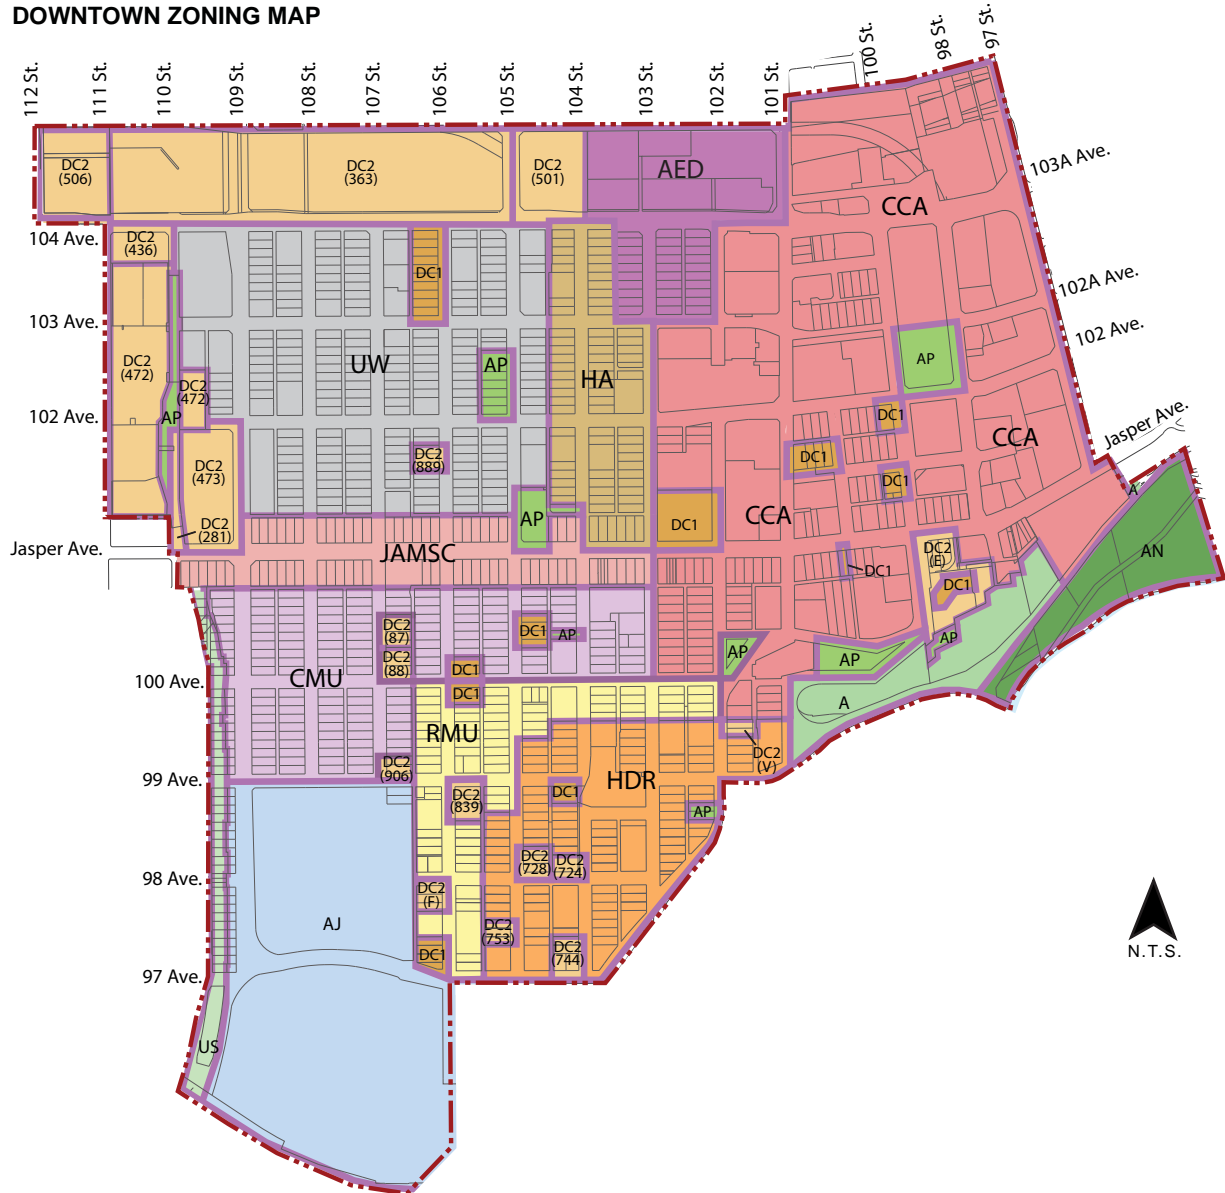 DOWNTOWN ZONING MAP
112 St.
111 St.
110 St.
109 St.
108 St.
107 St.
106 St.
105 St.
104 St.
103 St.
102 St.
101 St.
100 St.
98 St.
97 St.
103A Ave.
102A Ave.
102 Ave.
Jasper Ave.
104 Ave.
103 Ave.
102 Ave.
Jasper Ave.
100 Ave.
99 Ave.
98 Ave.
97 Ave.
DC2
(506)
DC2
(363)
DC2
(501)
AED
CCA
DC2
(436)
DC1
DC2
(472)
AP
DC2
(472)
UW
AP
HA
AP
DC1
CCA
DC2
(473)
DC2
(889)
DC1
DC1
DC2
(281)
AP
DC1
CCA
A
JAMSC
DC1
DC2
(E)
DC1
AN
DC2
(87)
DC2
(88)
DC1
AP
DC1
DC1
AP
AP
AP
CMU
A
RMU
DC2
(V)
DC2
(906)
DC2
(839)
DC1
HDR
AP
DC2
(728)
DC2
(724)
DC2
(F)
AJ
DC2
(753)
DC1
DC2
(744)
US
N.T.S.